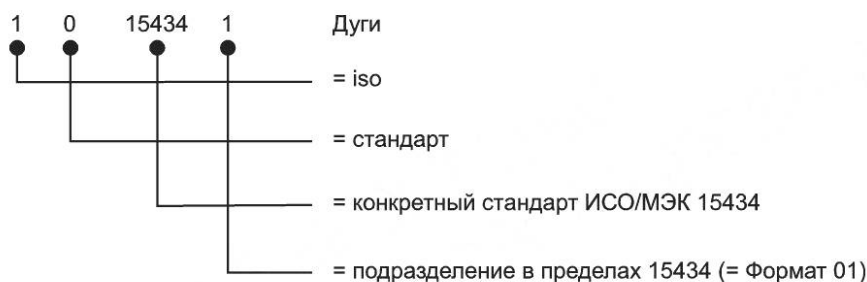 1 0 15434 1 Дуги
= iso
= стандарт
= конкретный стандарт ИСО/МЭК 15434
= подразделение в пределах 15434 (= Формат 01)